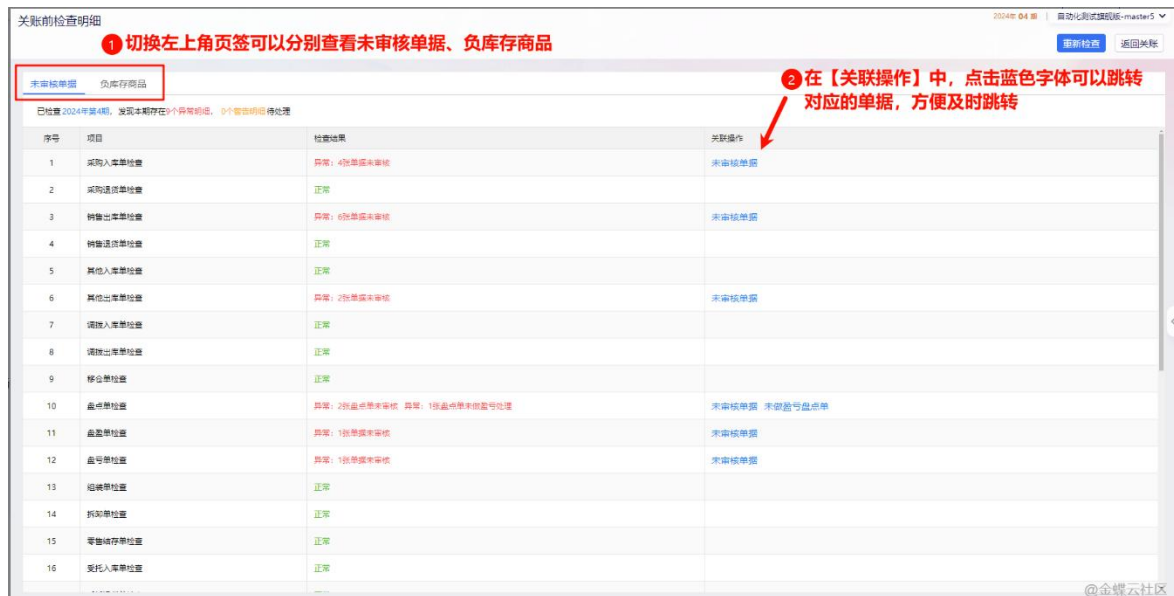 关账前检查明细
2024年 04 期 | 自动化测试旗舰版-master5
1 切换左上角页签可以分别查看未审核单据、负库存商品
重新检查 返回关账
未审核单据 负库存商品
2 在【关联操作】中，点击蓝色字体可以跳转
对应的单据，方便及时跳转
已检查2024年第4期，发现本期存在9个异常明细， 0个警告明细待处理
序号 项目 检查结果 关联操作
1 采购入库单检查 异常：4张单据未审核 未审核单据
2 采购退货单检查 正常
3 销售出库单检查 异常：6张单据未审核 未审核单据
4 销售退货单检查 正常
5 其他入库单检查 正常
6 其他出库单检查 异常：2张单据未审核 未审核单据
7 调拨入库单检查 正常
8 调拨出库单检查 正常
9 移仓单检查 正常
10 盘点单检查 异常：2张盘点单未审核 异常：1张盘点单未做盈亏处理 未审核单据 未做盈亏盘点单
11 盘盈单检查 异常：1张单据未审核 未审核单据
12 盘亏单检查 异常：1张单据未审核 未审核单据
13 组装单检查 正常
14 拆卸单检查 正常
15 零售结存单检查 正常
16 受托入库单检查 正常
@金蝶云社区